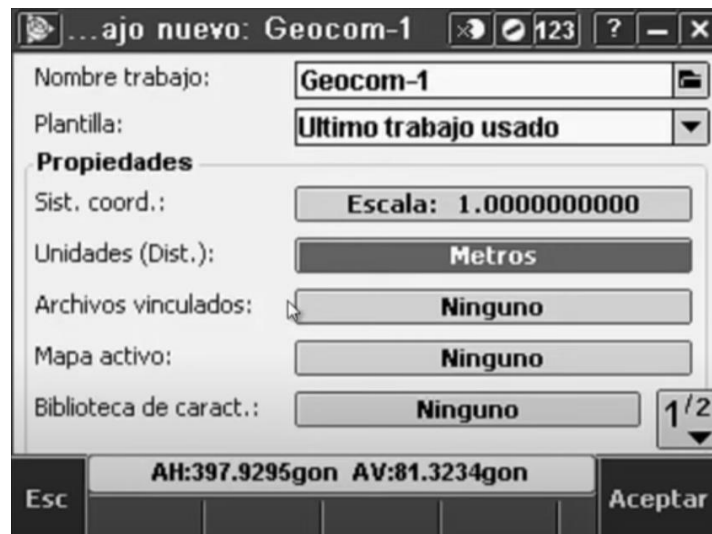 ...ajo nuevo: Geocom-1 123 ?
Nombre trabajo: Geocom-1
Plantilla: Ultimo trabajo usado
Propiedades
Sist. coord.: Escala: 1.0000000000
Unidades (Dist.): Metros
Archivos vinculados: Ninguno
Mapa activo: Ninguno
Biblioteca de caract.: Ninguno 1/2
AH:397.9295gon AV:81.3234gon
Esc Aceptar